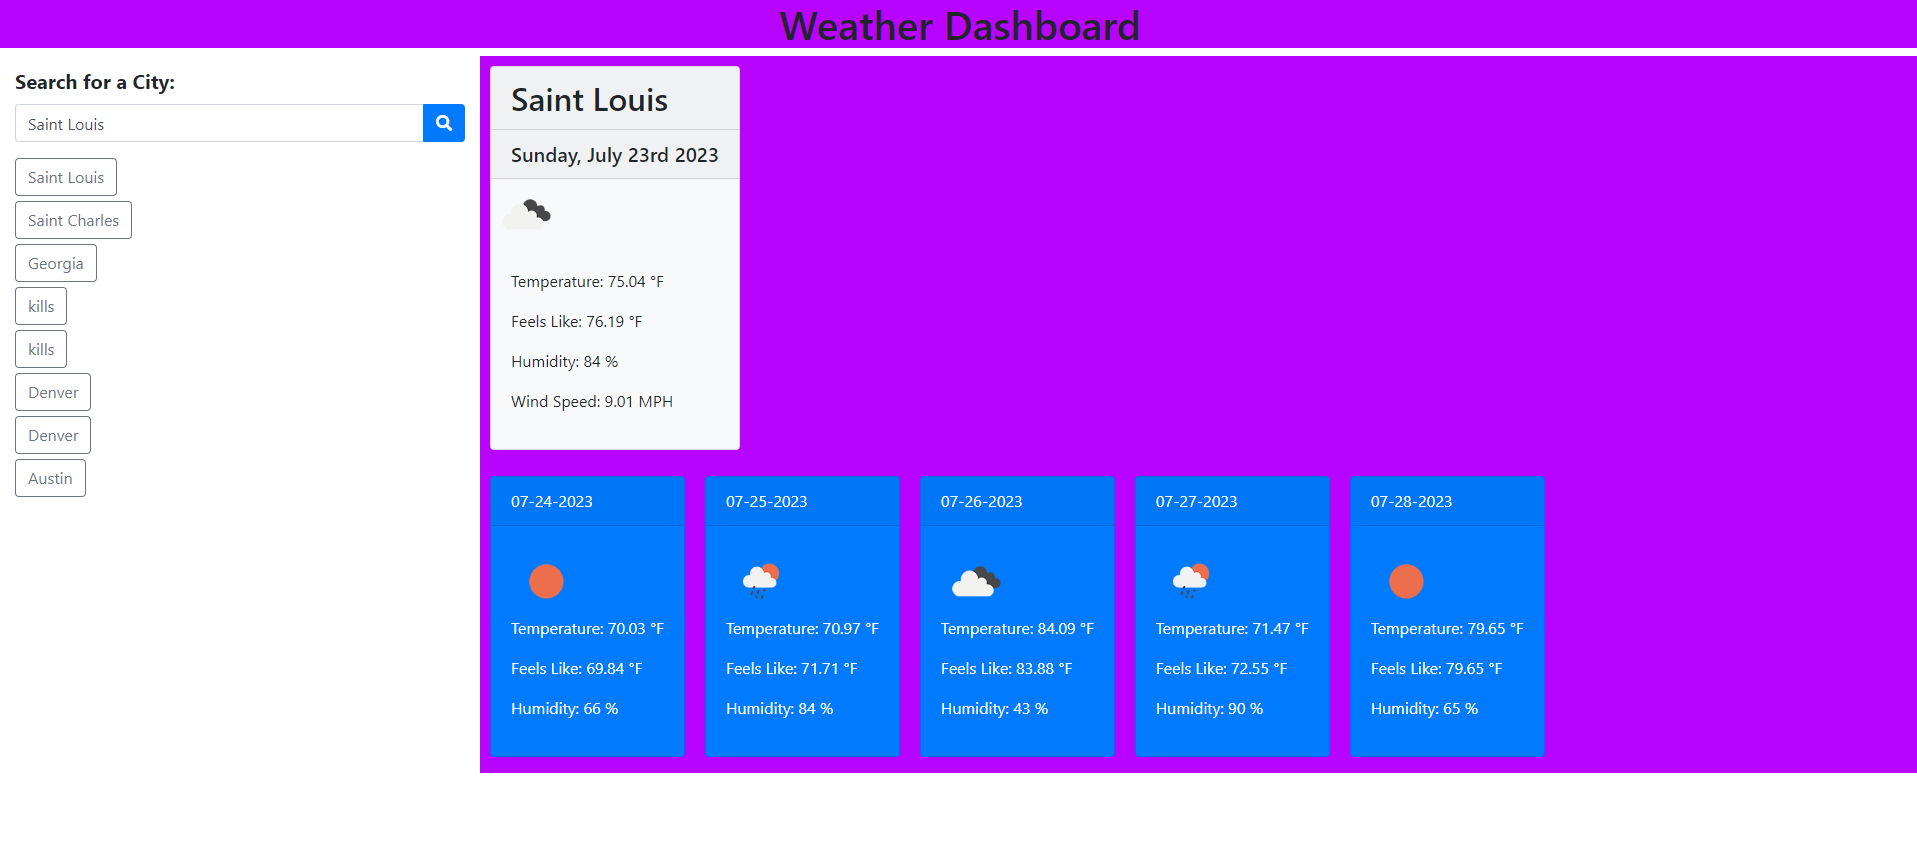 Weather Dashboard
Search for a City:
Saint Louis
Saint Louis
Saint Charles
Georgia
kills
kills
Denver
Denver
Austin
Saint Louis
Sunday, July 23rd 2023
Temperature: 75.04 °F
Feels Like: 76.19 °F
Humidity: 84 %
Wind Speed: 9.01 MPH
07-24-2023
Temperature: 70.03 °F
Feels Like: 69.84 °F
Humidity: 66 %
07-25-2023
Temperature: 70.97 °F
Feels Like: 71.71 °F
Humidity: 84 %
07-26-2023
Temperature: 84.09 °F
Feels Like: 83.88 °F
Humidity: 43 %
07-27-2023
Temperature: 71.47 °F
Feels Like: 72.55 °F
Humidity: 90 %
07-28-2023
Temperature: 79.65 °F
Feels Like: 79.65 °F
Humidity: 65 %